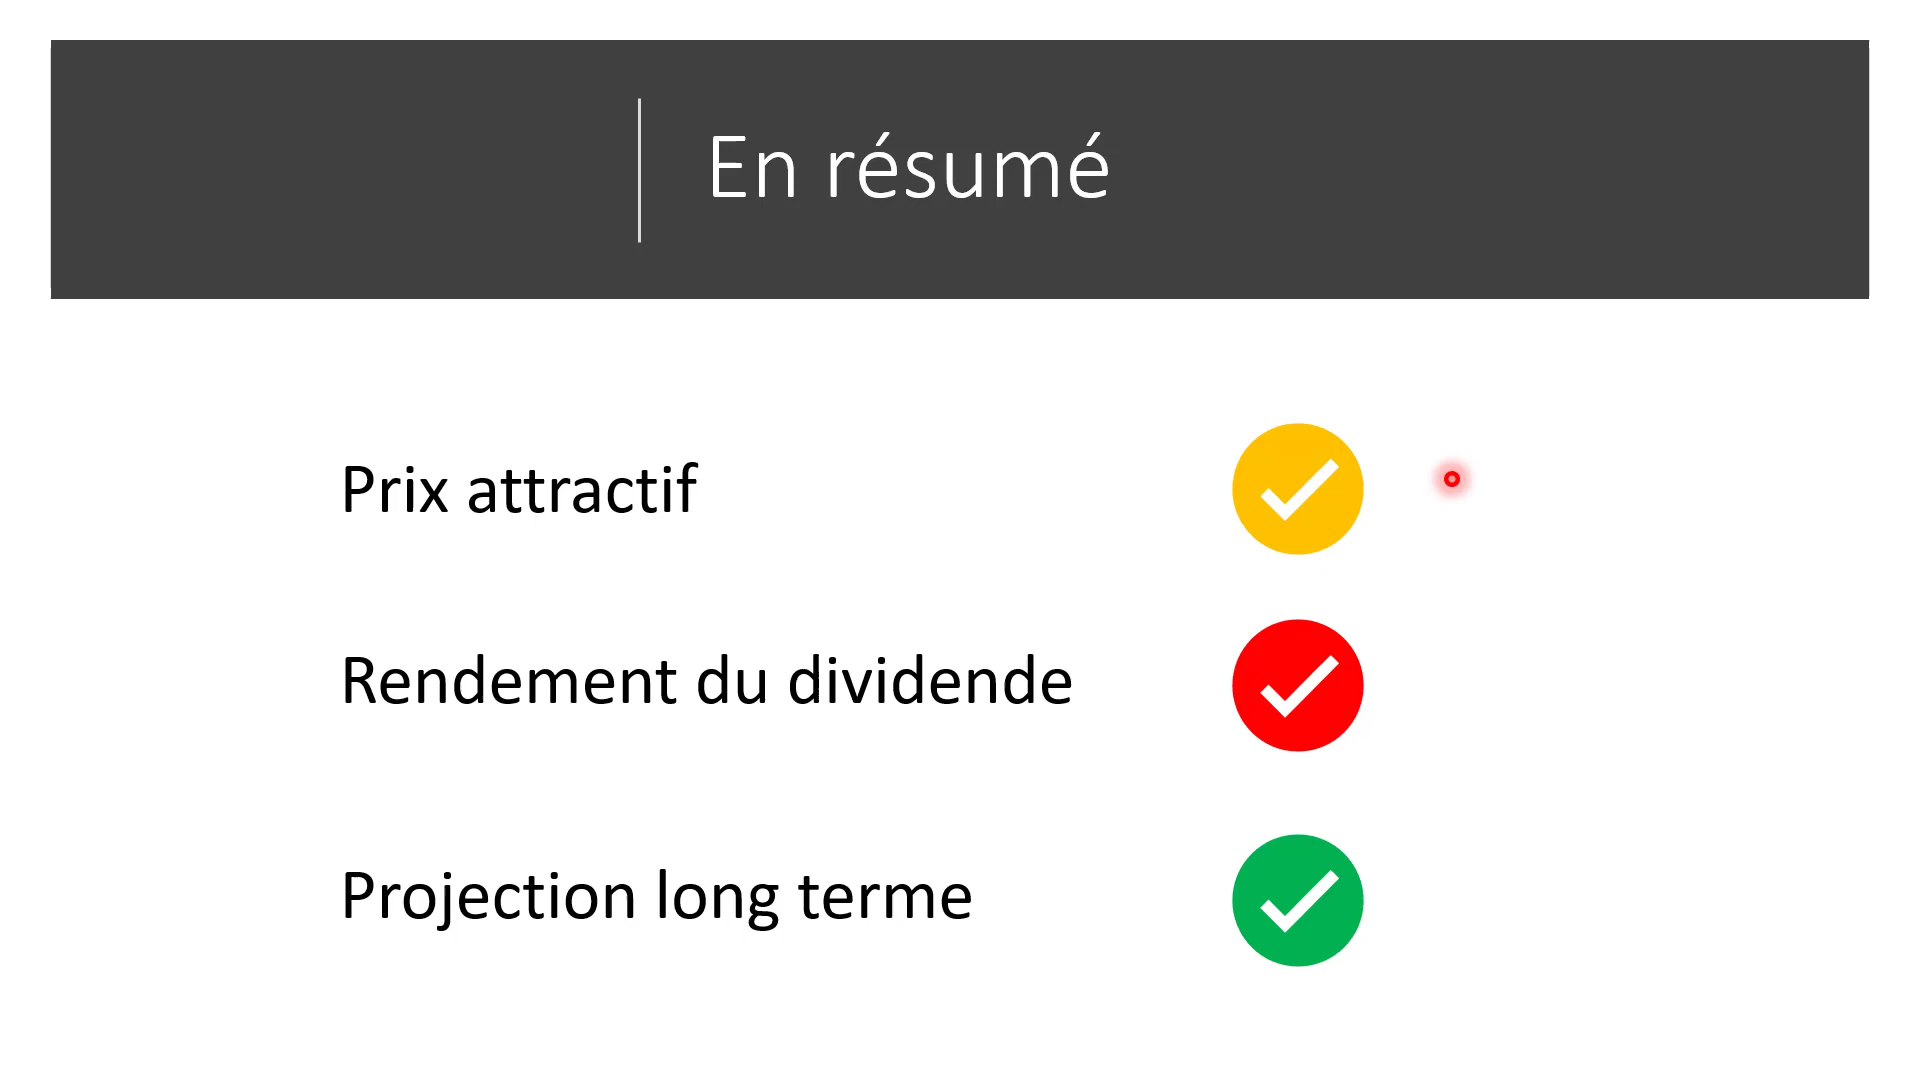 En résumé
Prix attractif
Rendement du dividende
Projection long terme